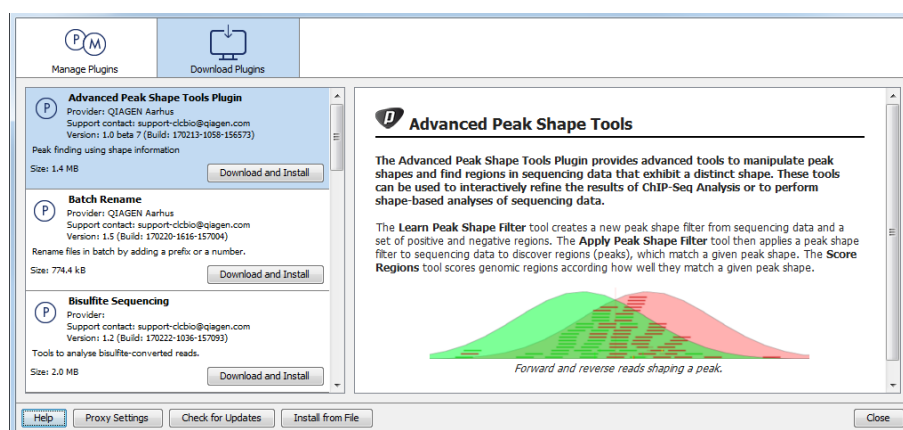 P M
Manage Plugins
Download Plugins
P
Advanced Peak Shape Tools Plugin
Provider: QIAGEN Aarhus
Support contact: support-clcbio@qiagen.com
Version: 1.0 beta 7 (Build: 170213-1058-156573)
Peak finding using shape information
Size: 1.4 MB
Download and Install
P
Batch Rename
Provider: QIAGEN Aarhus
Support contact: support-clcbio@qiagen.com
Version: 1.5 (Build: 170220-1616-157004)
Rename files in batch by adding a prefix or a number.
Size: 774.4 kB
Download and Install
P
Bisulfite Sequencing
Provider:
Support contact: support-clcbio@qiagen.com
Version: 1.2 (Build: 170222-1036-157093)
Tools to analyse bisulfite-converted reads.
Size: 2.0 MB
Download and Install
P
Advanced Peak Shape Tools
The Advanced Peak Shape Tools Plugin provides advanced tools to manipulate peak
shapes and find regions in sequencing data that exhibit a distinct shape. These tools
can be used to interactively refine the results of ChIP-Seq Analysis or to perform
shape-based analyses of sequencing data.
The Learn Peak Shape Filter tool creates a new peak shape filter from sequencing data and a
set of positive and negative regions. The Apply Peak Shape Filter tool then applies a peak shape
filter to sequencing data to discover regions (peaks), which match a given peak shape. The Score
Regions tool scores genomic regions according how well they match a given peak shape.
Forward and reverse reads shaping a peak.
Help
Proxy Settings
Check for Updates
Install from File
Close